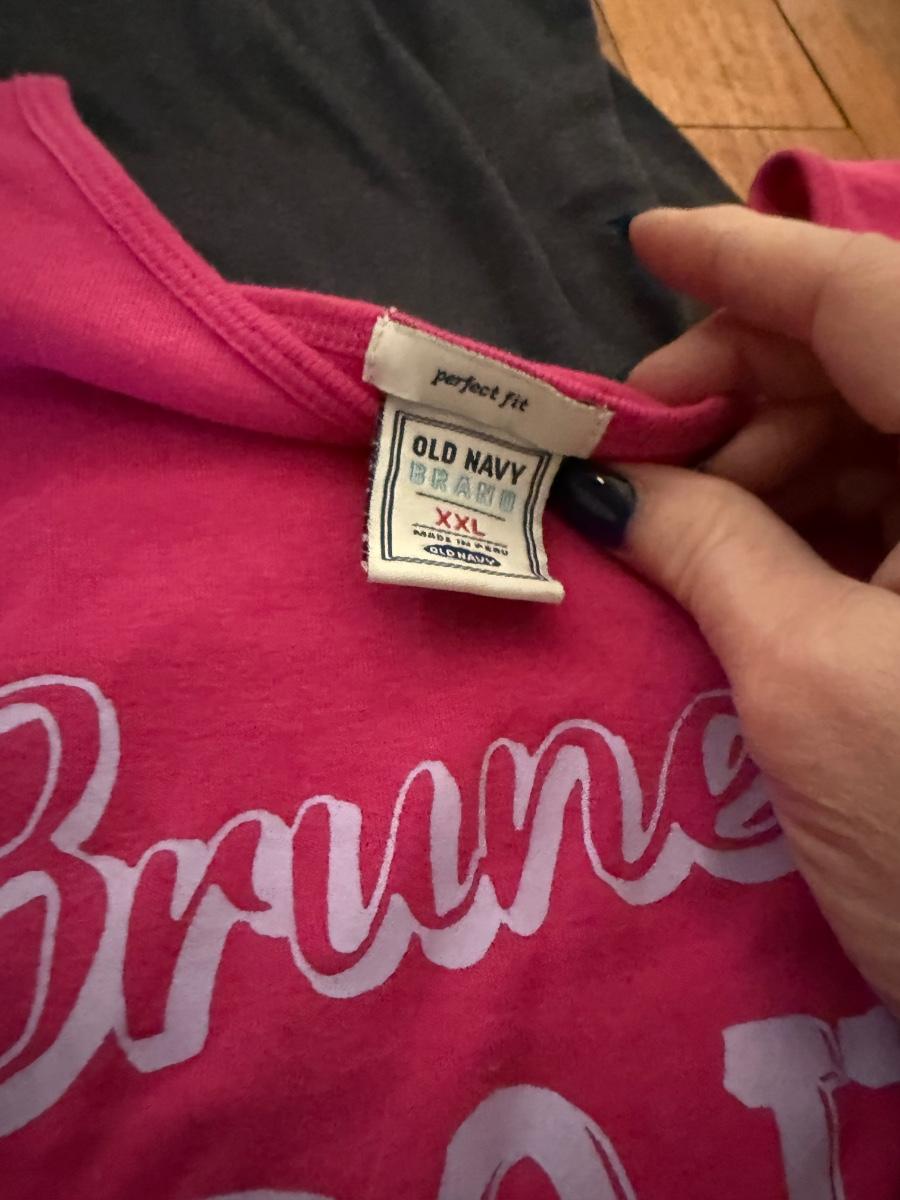 perfect fit
OLD NAVY
BRAND
XXL
MADE IN PERU
OLD NAVY
Brune